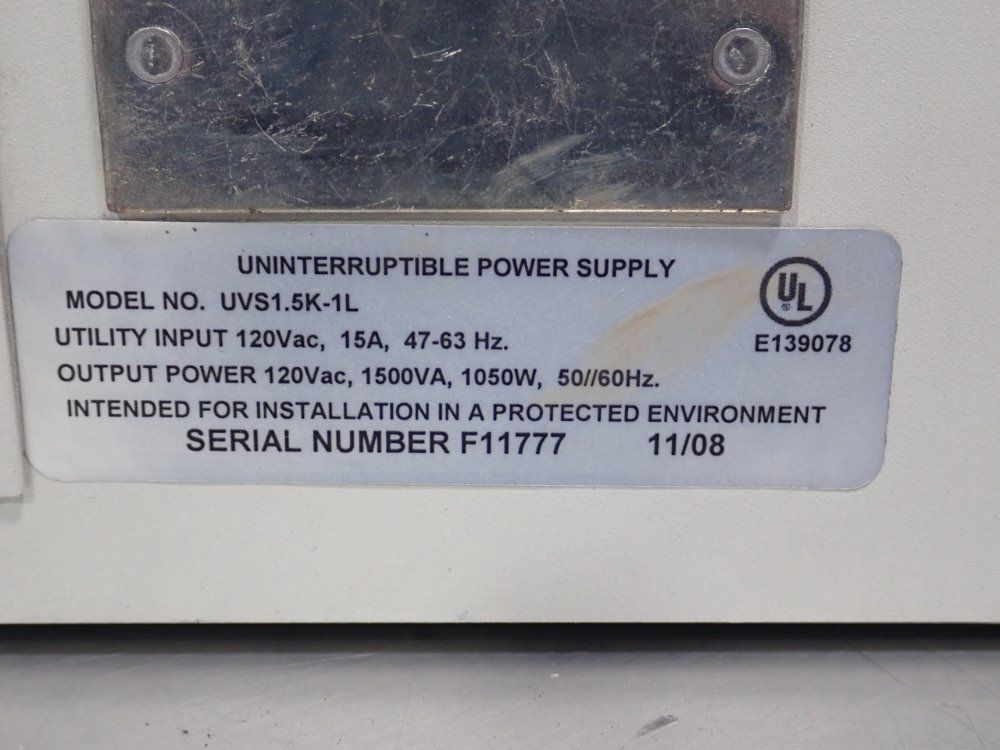 UNINTERRUPTIBLE POWER SUPPLY
MODEL NO. UVS1.5K-1L
UTILITY INPUT 120Vac, 15A, 47-63 Hz.
OUTPUT POWER 120Vac, 1500VA, 1050W, 50//60Hz.
INTENDED FOR INSTALLATION IN A PROTECTED ENVIRONMENT
SERIAL NUMBER F11777 11/08
UL ®
E139078